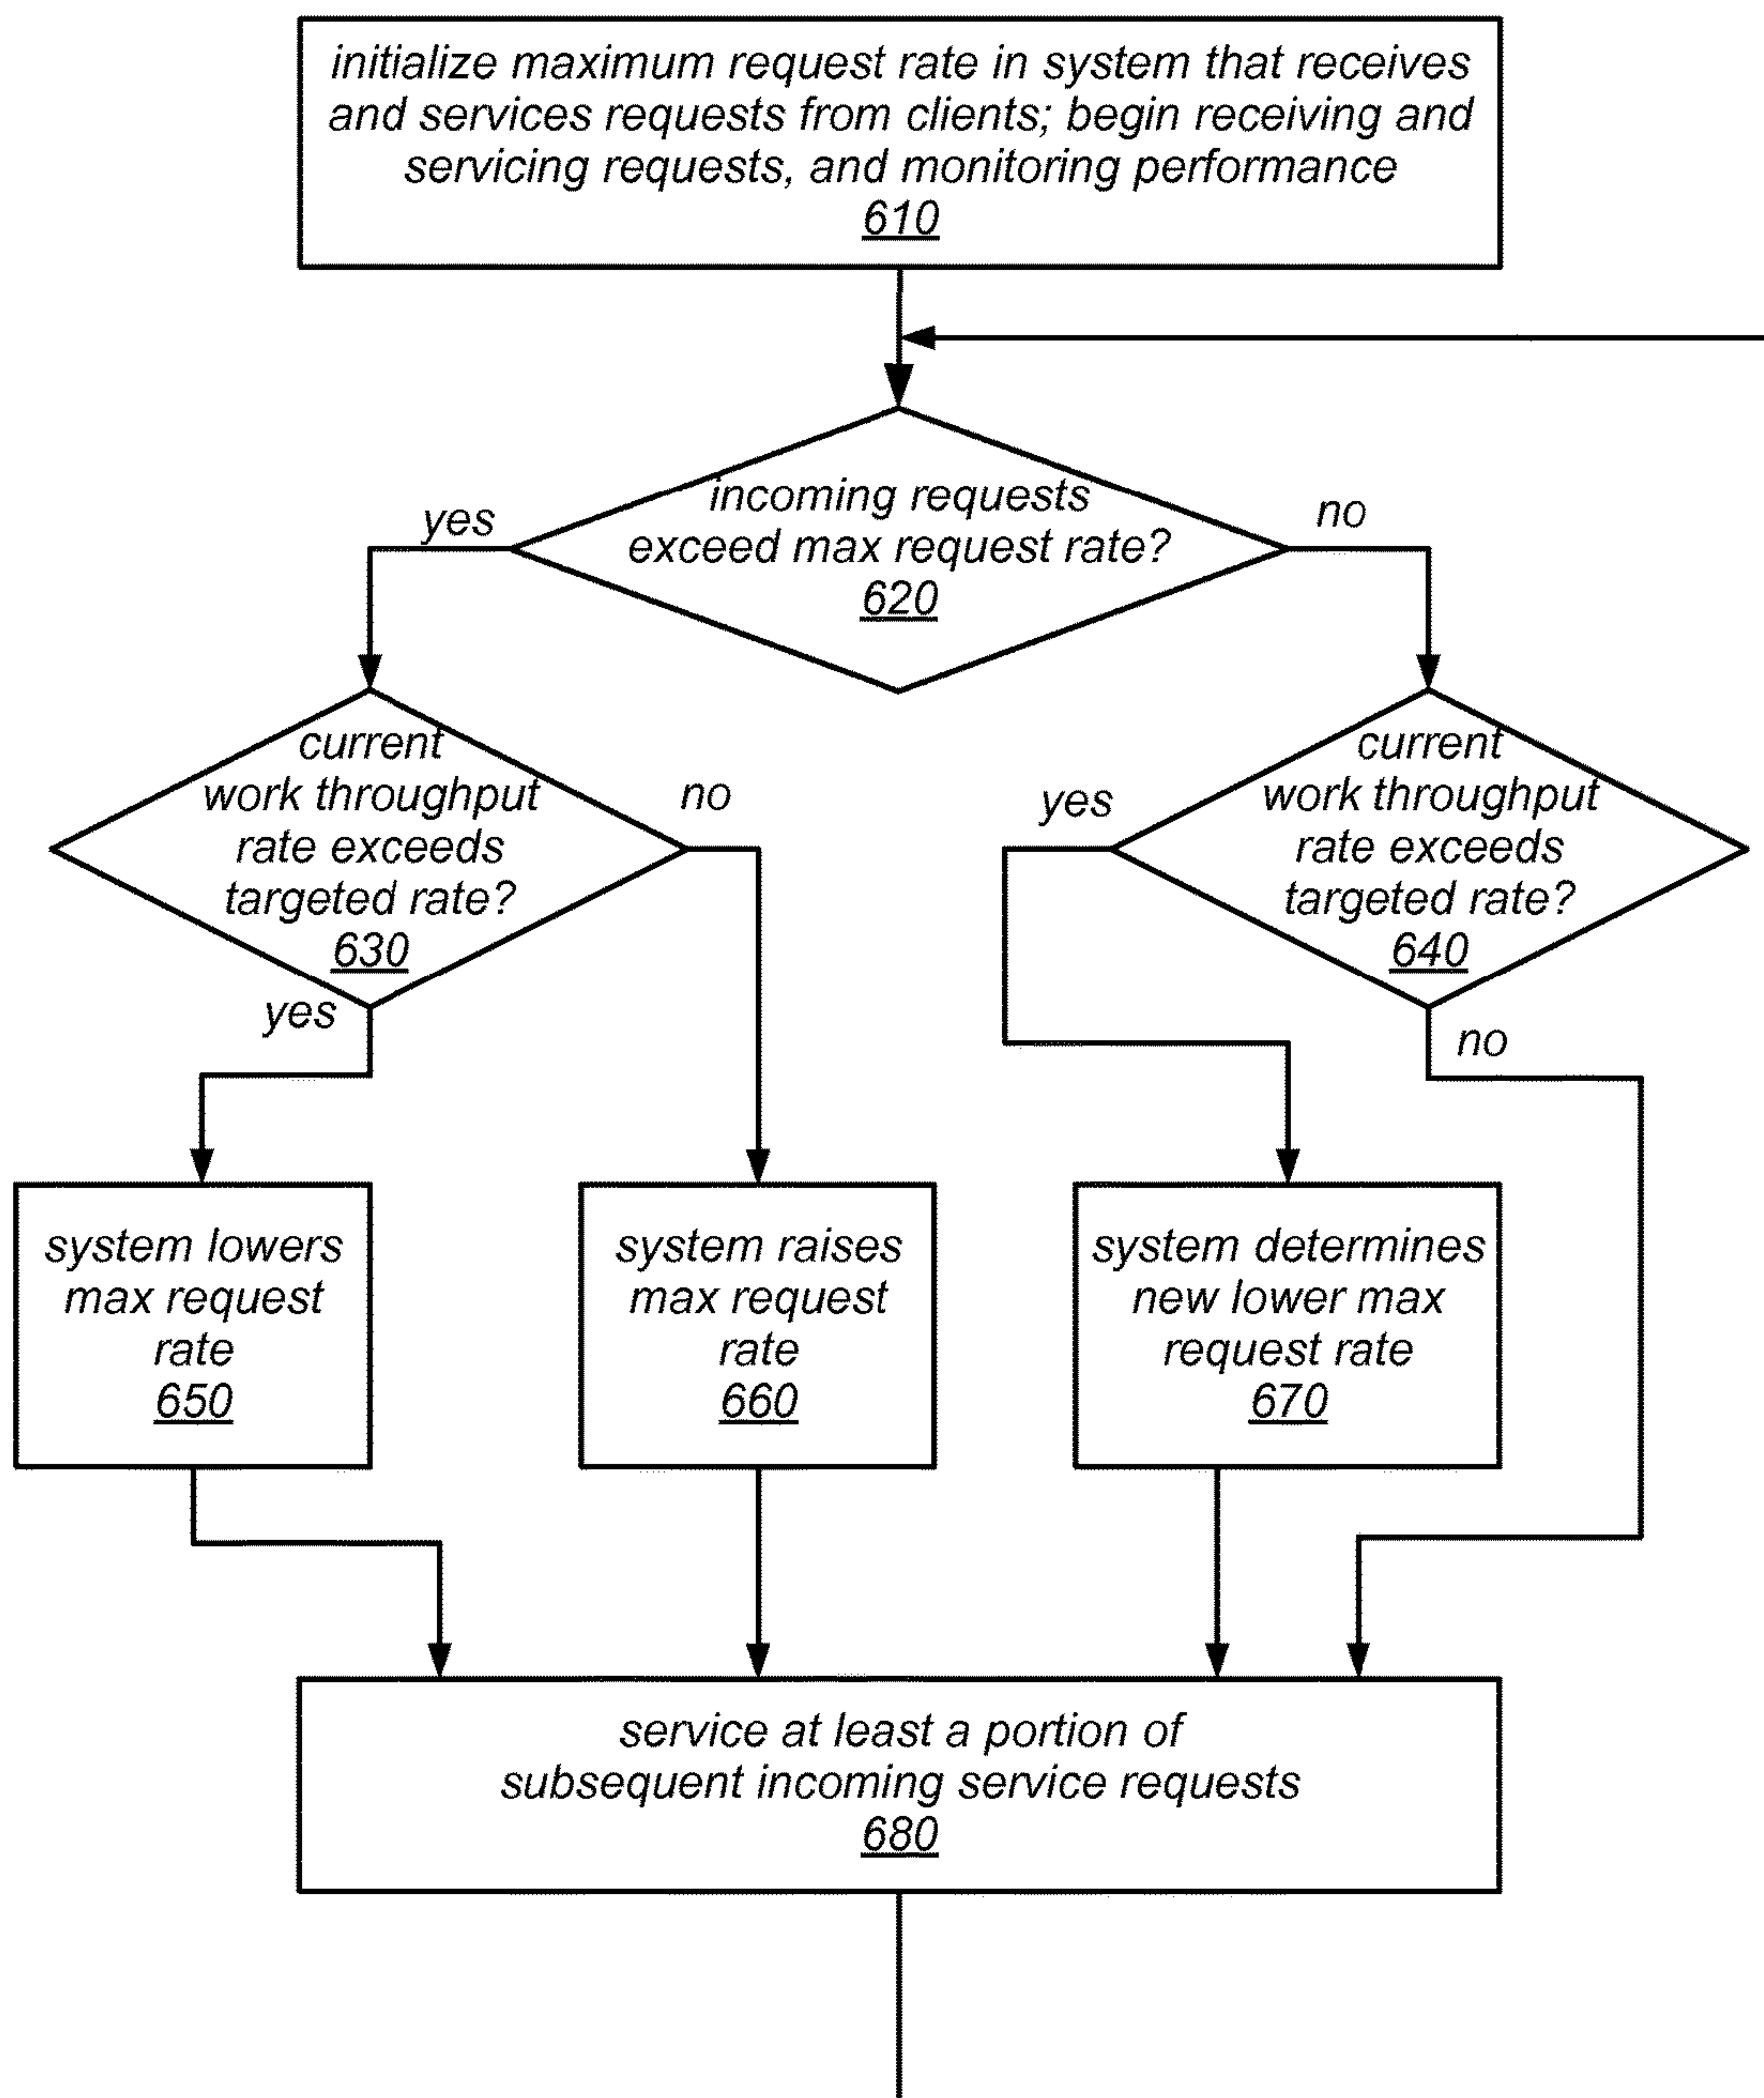 initialize maximum request rate in system that receives
and services requests from clients; begin receiving and
servicing requests, and monitoring performance
610
incoming requests
exceed max request rate?
620
yes
no
current
work throughput
rate exceeds
targeted rate?
630
no
yes
current
work throughput
rate exceeds
targeted rate?
640
yes
no
system lowers
max request
rate
650
system raises
max request
rate
660
system determines
new lower max
request rate
670
service at least a portion of
subsequent incoming service requests
680